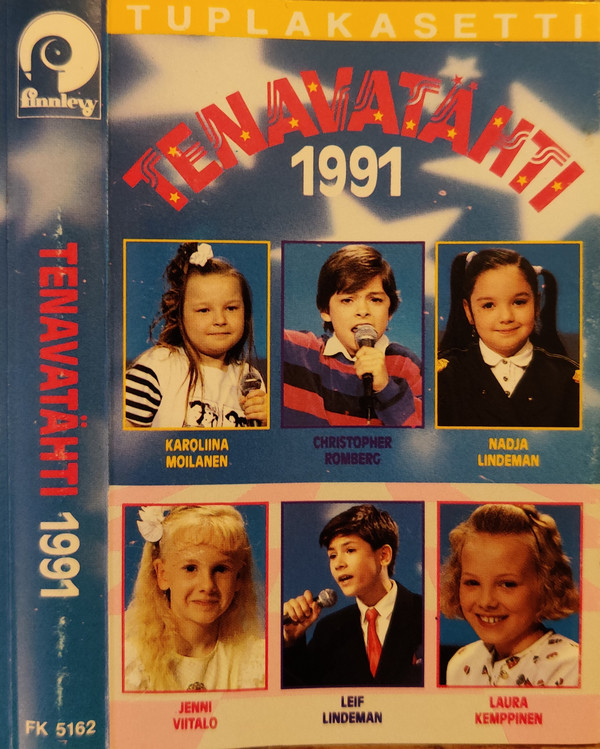 TUPLAKASETTI
finnlevy
TENAVATÄHTI
1991
KAROLIINA
MOILANEN
CHRISTOPHER
ROMBERG
NADJA
LINDEMAN
JENNI
VIITALO
LEIF
LINDEMAN
LAURA
KEMPPINEN
TENAVATÄHTI 1991
FK 5162